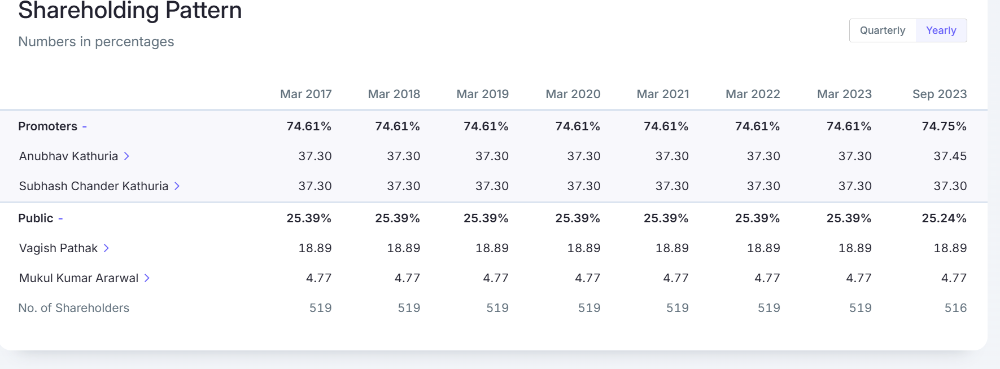 Shareholding Pattern
Numbers in percentages
Quarterly Yearly
Mar 2017 Mar 2018 Mar 2019 Mar 2020 Mar 2021 Mar 2022 Mar 2023 Sep 2023
Promoters - 74.61% 74.61% 74.61% 74.61% 74.61% 74.61% 74.61% 74.75%
Anubhav Kathuria 37.30 37.30 37.30 37.30 37.30 37.30 37.30 37.45
Subhash Chander Kathuria 37.30 37.30 37.30 37.30 37.30 37.30 37.30 37.30
Public - 25.39% 25.39% 25.39% 25.39% 25.39% 25.39% 25.39% 25.24%
Vagish Pathak 18.89 18.89 18.89 18.89 18.89 18.89 18.89 18.89
Mukul Kumar Ararwal 4.77 4.77 4.77 4.77 4.77 4.77 4.77 4.77
No. of Shareholders 519 519 519 519 519 519 519 516